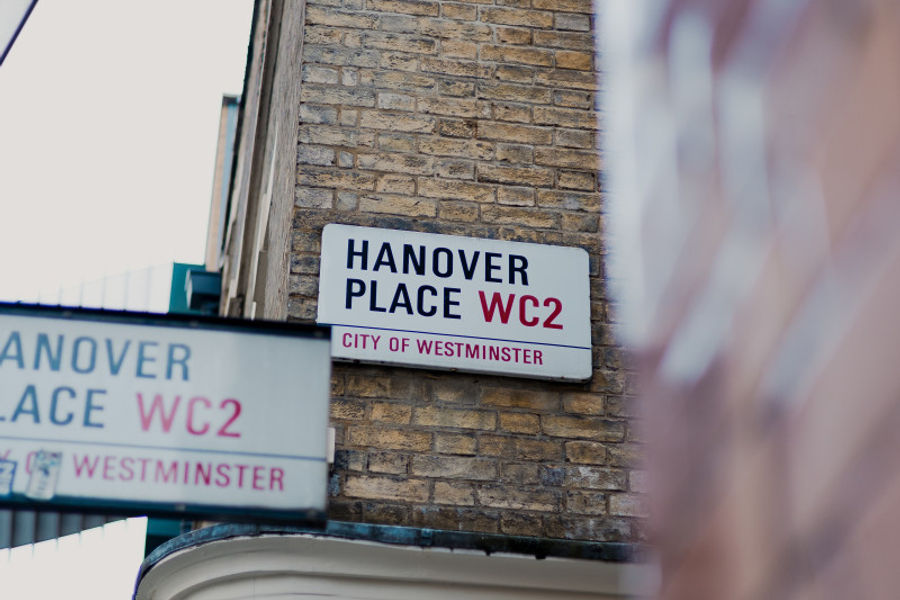 HANOVER
PLACE WC2
CITY OF WESTMINSTER
ANOVER
LACE WC2
WESTMINSTER